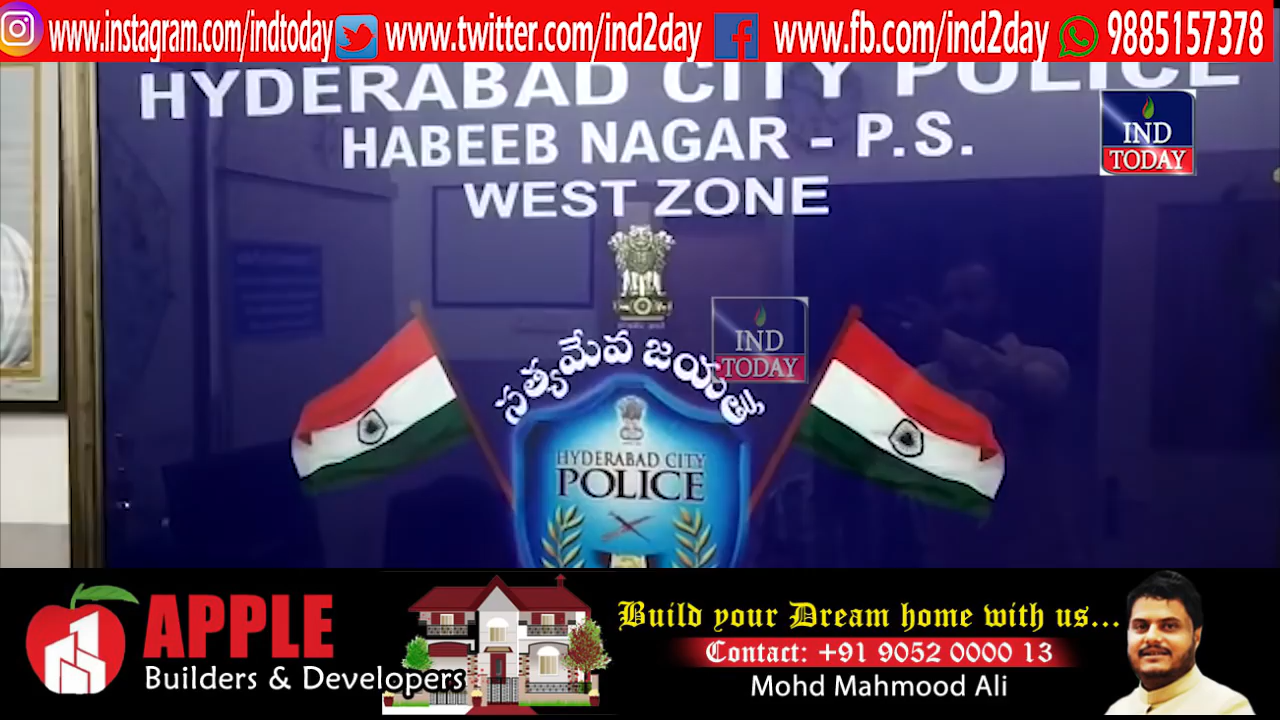 www.instagram.com/indtoday www.twitter.com/ind2day www.fb.com/ind2day 9885157378
HYDERABAD CITY POLICE
HABEEB NAGAR - P.S.
WEST ZONE
IND
TODAY
IND
TODAY
సత్యమేవ జయతే
HYDERABAD CITY
POLICE
APPLE
Builders & Developers
Build your Dream home with us...
Contact: +91 9052 0000 13
Mohd Mahmood Ali